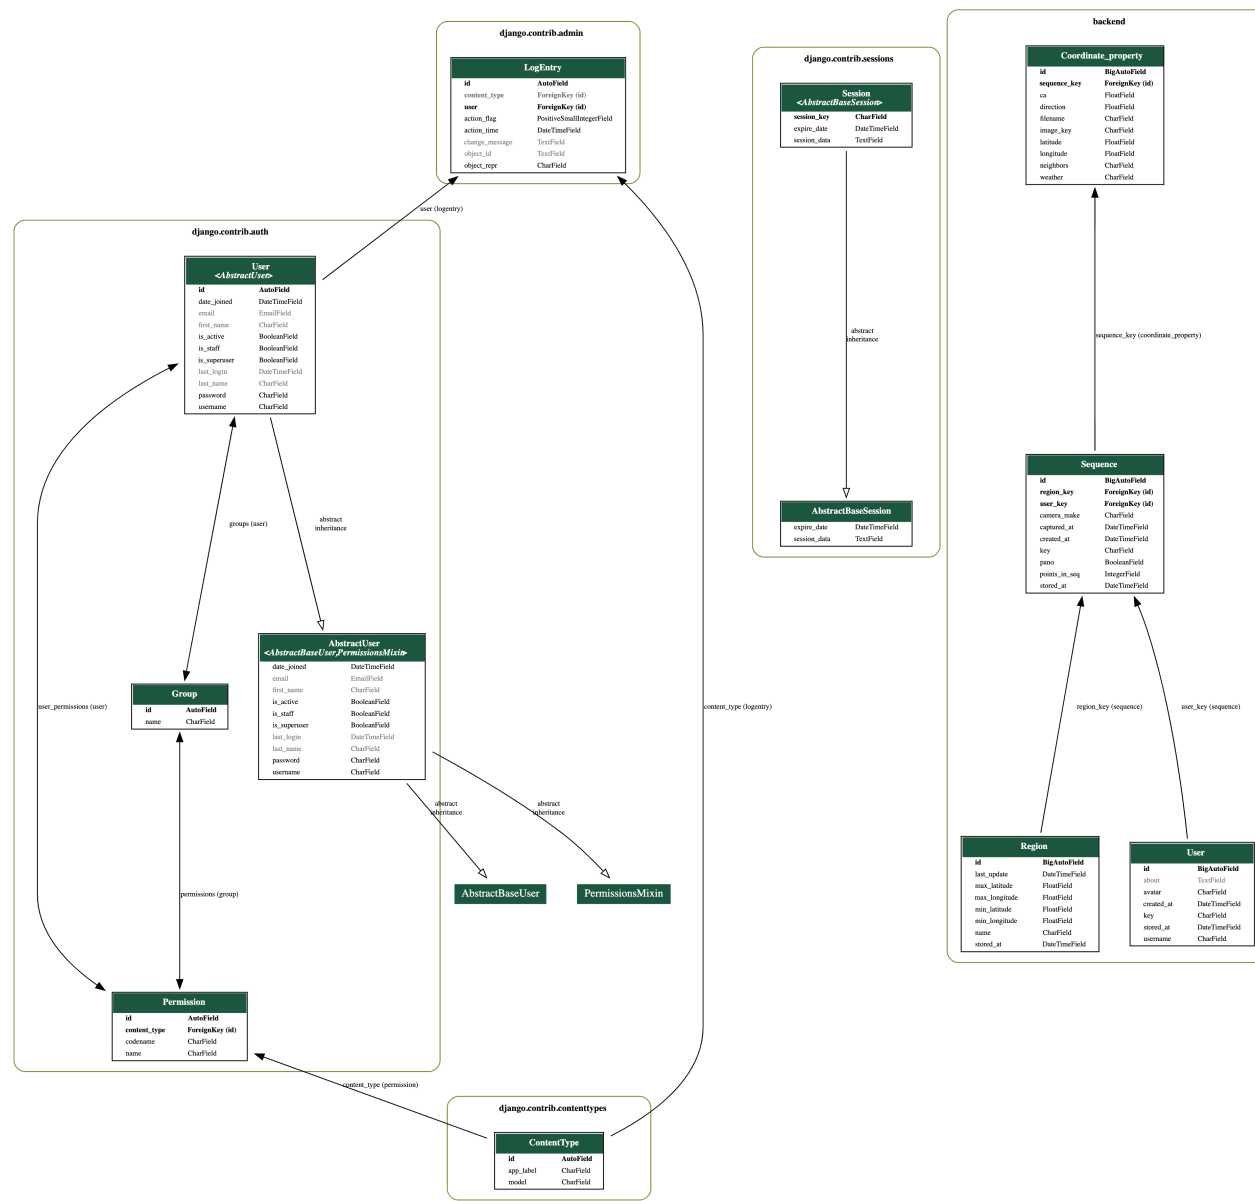 django.contrib.admin
LogEntry
id AutoField
content_type ForeignKey (id)
user ForeignKey (id)
action_flag PositiveSmallIntegerField
action_time DateTimeField
change_message TextField
object_id TextField
object_repr CharField
user (logentry)
django.contrib.auth
User
<AbstractUser>
id AutoField
date_joined DateTimeField
email EmailField
first_name CharField
is_active BooleanField
is_staff BooleanField
is_superuser BooleanField
last_login DateTimeField
last_name CharField
password CharField
username CharField
groups (user)
abstract
inheritance
AbstractUser
<AbstractBaseUser,PermissionsMixin>
date_joined DateTimeField
email EmailField
first_name CharField
is_active BooleanField
is_staff BooleanField
is_superuser BooleanField
last_login DateTimeField
last_name CharField
password CharField
username CharField
Group
id AutoField
name CharField
user_permissions (user)
permissions (group)
abstract
inheritance
abstract
inheritance
AbstractBaseUser
PermissionsMixin
Permission
id AutoField
content_type ForeignKey (id)
codename CharField
name CharField
content_type (permission)
content_type (logentry)
django.contrib.contenttypes
ContentType
id AutoField
app_label CharField
model CharField
django.contrib.sessions
Session
<AbstractBaseSession>
session_key CharField
expire_date DateTimeField
session_data TextField
abstract
inheritance
AbstractBaseSession
expire_date DateTimeField
session_data TextField
backend
Coordinate_property
id BigAutoField
sequence_key ForeignKey (id)
ca FloatField
direction FloatField
filename CharField
image_key CharField
latitude FloatField
longitude FloatField
neighbors CharField
weather CharField
sequence_key (coordinate_property)
Sequence
id BigAutoField
region_key ForeignKey (id)
user_key ForeignKey (id)
camera_make CharField
captured_at DateTimeField
created_at DateTimeField
key CharField
pano BooleanField
points_in_seq IntegerField
stored_at DateTimeField
region_key (sequence)
user_key (sequence)
Region
id BigAutoField
last_update DateTimeField
max_latitude FloatField
max_longitude FloatField
min_latitude FloatField
min_longitude FloatField
name CharField
stored_at DateTimeField
User
id BigAutoField
about TextField
avatar CharField
created_at DateTimeField
key CharField
stored_at DateTimeField
username CharField